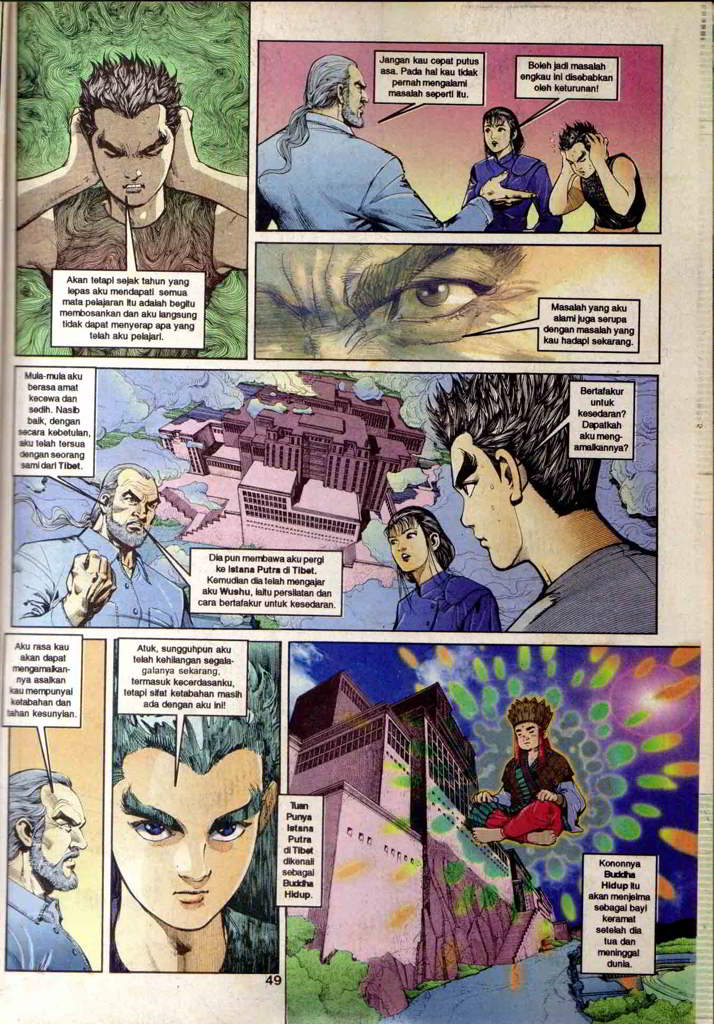 Akan tetapi sejak tahun yang
lepas aku mendapati semua
mata pelajaran itu adalah begitu
membosankan dan aku langsung
tidak dapat menyerap apa yang
telah aku pelajari.
Jangan kau cepat putus
asa. Pada hal kau tidak
pernah mengalami
masalah seperti itu.
Boleh jadi masalah
engkau ini disebabkan
oleh keturunan!
Masalah yang aku
alami juga serupa
dengan masalah yang
kau hadapi sekarang.
Mula-mula aku
berasa amat
kecewa dan
sedih. Nasib
baik, dengan
secara kebetulan,
aku telah tersua
dengan seorang
sami dari Tibet.
Dia pun membawa aku pergi
ke Istana Putra di Tibet.
Kemudian dia telah mengajar
aku Wushu, iaitu persilatan dan
cara bertafakur untuk kesedaran.
Bertafakur
untuk
kesedaran?
Dapatkah
aku meng-
amalkannya?
Aku rasa kau
akan dapat
mengamalkan-
nya asalkan
kau mempunyai
ketabahan dan
tahan kesunyian.
Atuk, sungguhpun aku
telah kehilangan segala-
galanya sekarang,
termasuk kecerdasanku,
tetapi sifat ketabahan masih
ada dengan aku ini!
Tuan
Punya
Istana
Putra
di Tibet
dikenali
sebagai
Buddha
Hidup.
Kononnya
Buddha
Hidup itu
akan menjelma
sebagai bayi
keramat
setelah dia
tua dan
meninggal
dunia.
49